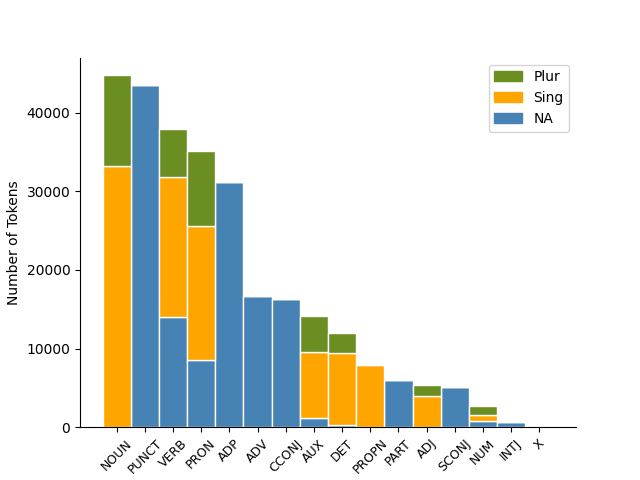 Plur
Sing
NA
Number of Tokens
40000
30000
20000
10000
0
NOUN
PUNCT
VERB
PRON
ADP
ADV
CCONJ
AUX
DET
PROPN
PART
ADJ
SCONJ
NUM
INTJ
X